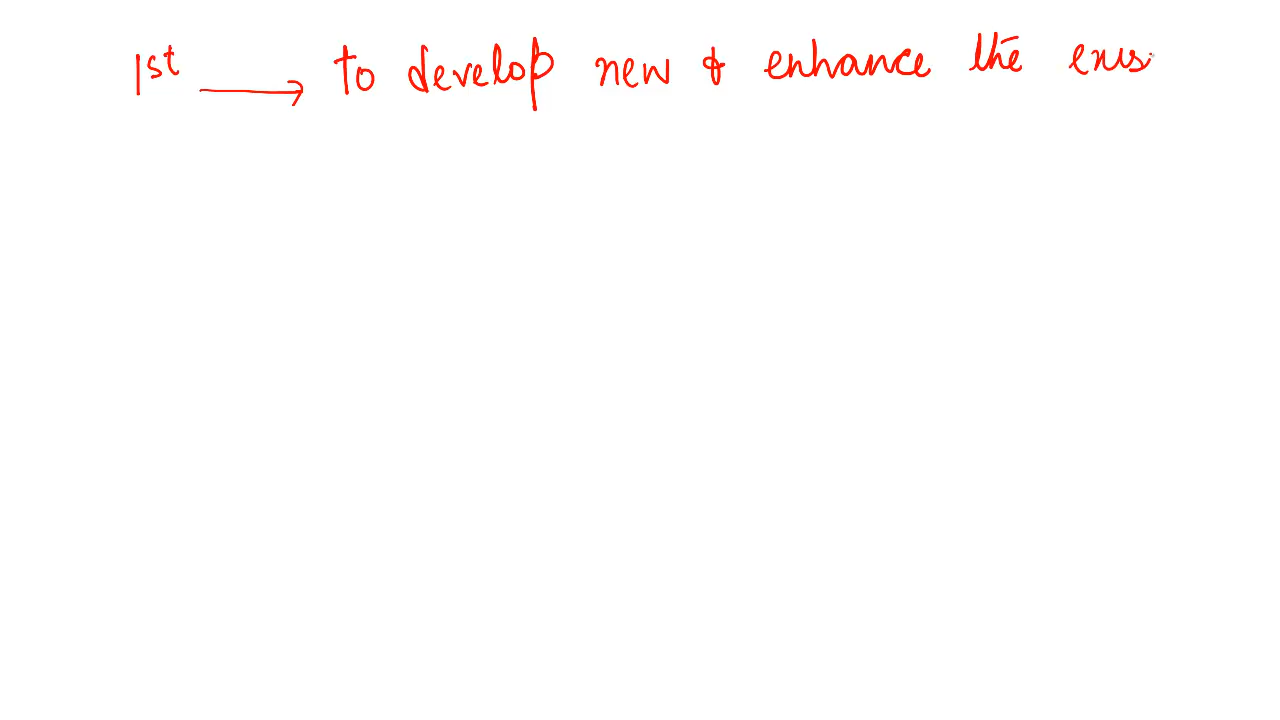 1st → to develop new & enhance the exis